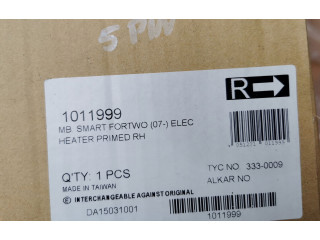 5 PW
R→
1011999
MB. SMART FORTWO (07-) ELEC
HEATER PRIMED RH
Q'TY: 1 PCS
MADE IN TAIWAN
TYC NO 333-0009
ALKAR NO
INTERCHANGEABLE AGAINST ORIGINAL
DA15031001
1011999